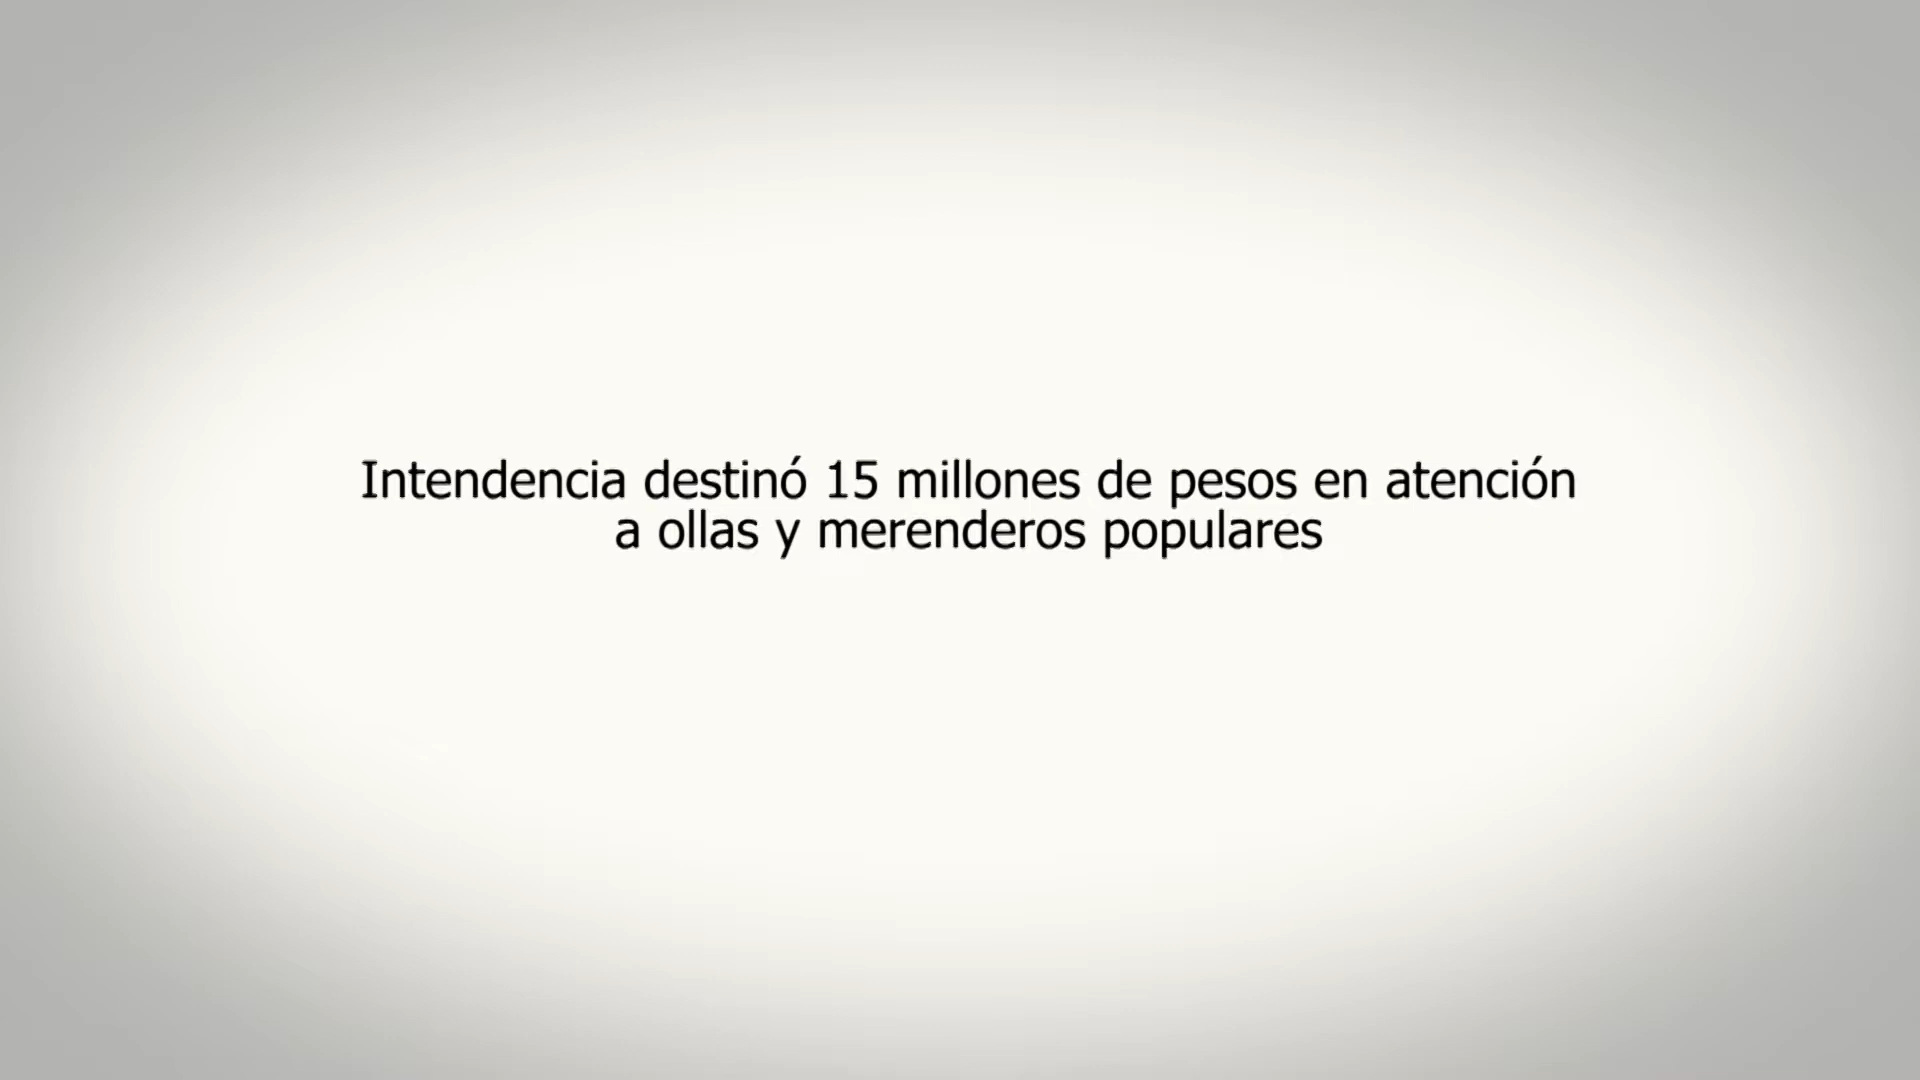 Intendencia destinó 15 millones de pesos en atención
a ollas y merenderos populares